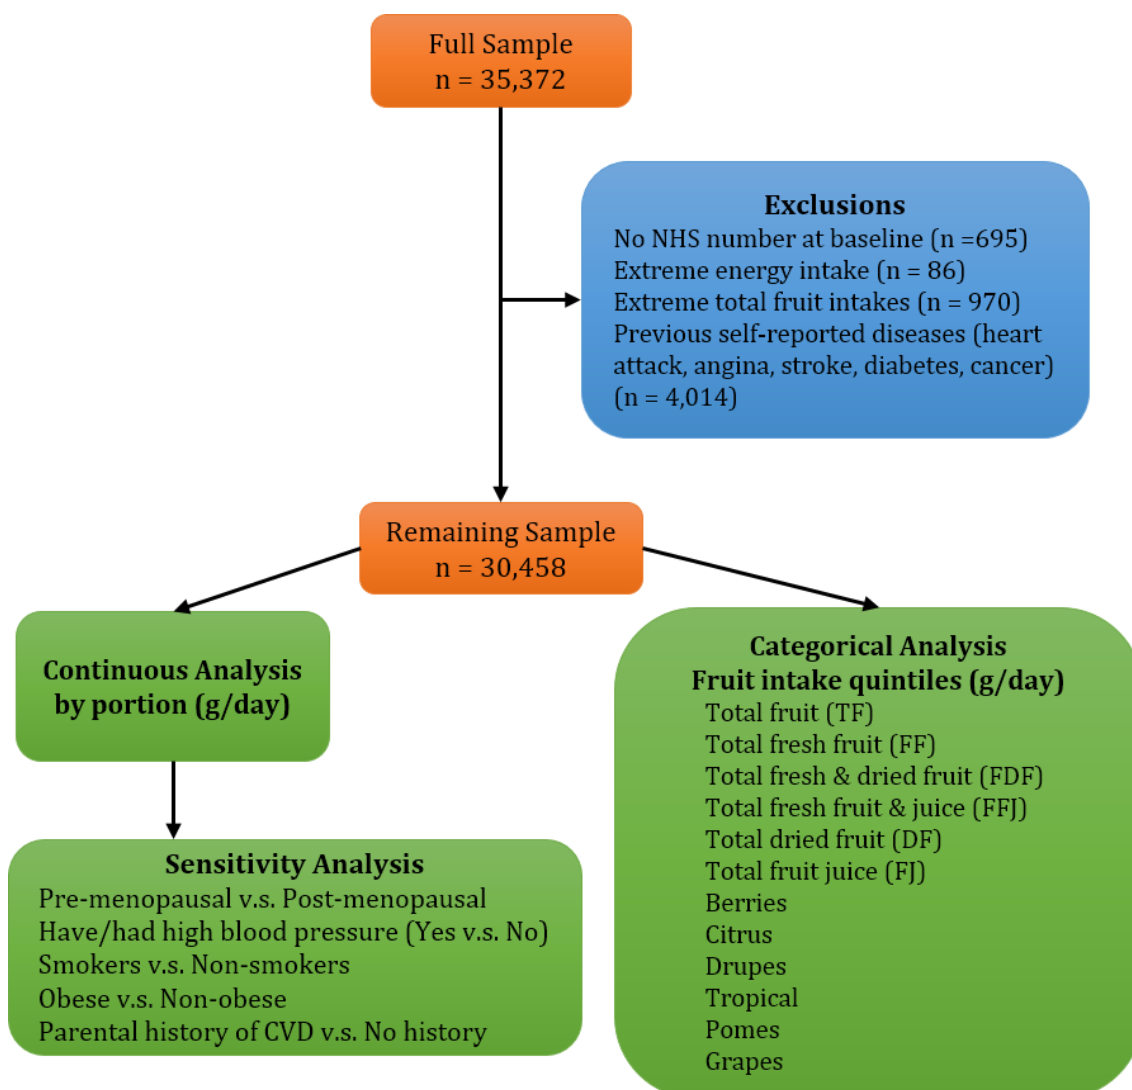 Full Sample
n = 35,372
Exclusions
No NHS number at baseline (n =695)
Extreme energy intake (n = 86)
Extreme total fruit intakes (n = 970)
Previous self-reported diseases (heart
attack, angina, stroke, diabetes, cancer)
(n = 4,014)
Remaining Sample
n = 30,458
Continuous Analysis
by portion (g/day)
Sensitivity Analysis
Pre-menopausal v.s. Post-menopausal
Have/had high blood pressure (Yes v.s. No)
Smokers v.s. Non-smokers
Obese v.s. Non-obese
Parental history of CVD v.s. No history
Categorical Analysis
Fruit intake quintiles (g/day)
Total fruit (TF)
Total fresh fruit (FF)
Total fresh & dried fruit (FDF)
Total fresh fruit & juice (FFJ)
Total dried fruit (DF)
Total fruit juice (FJ)
Berries
Citrus
Drupes
Tropical
Pomes
Grapes